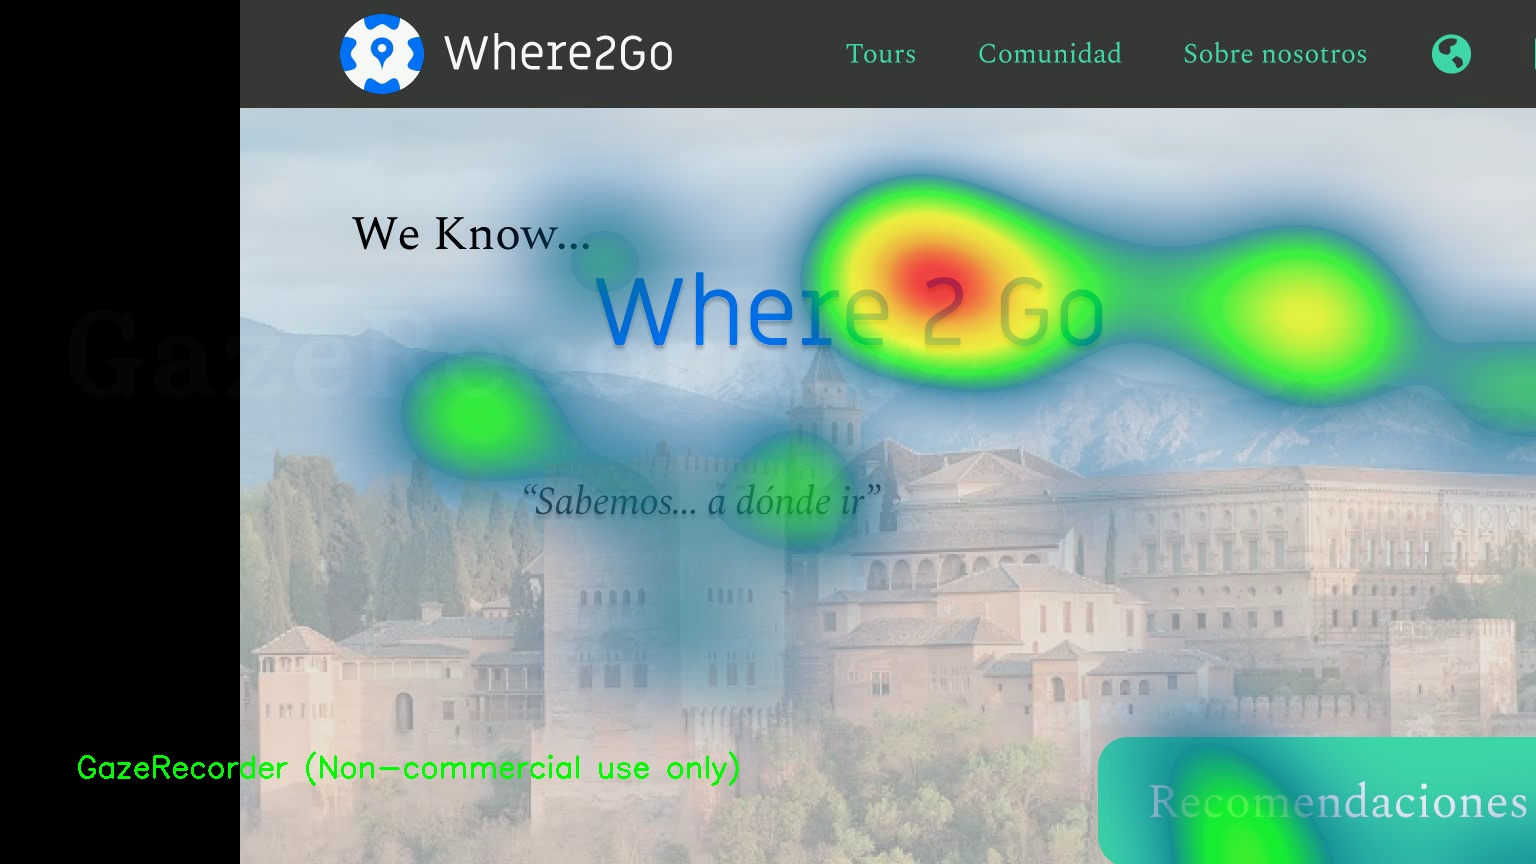 Where2Go
Tours
Comunidad
Sobre nosotros
We Know...
Where 2 Go
“Sabemos... a dónde ir”
GazeRecorder (Non-commercial use only)
Recomendaciones